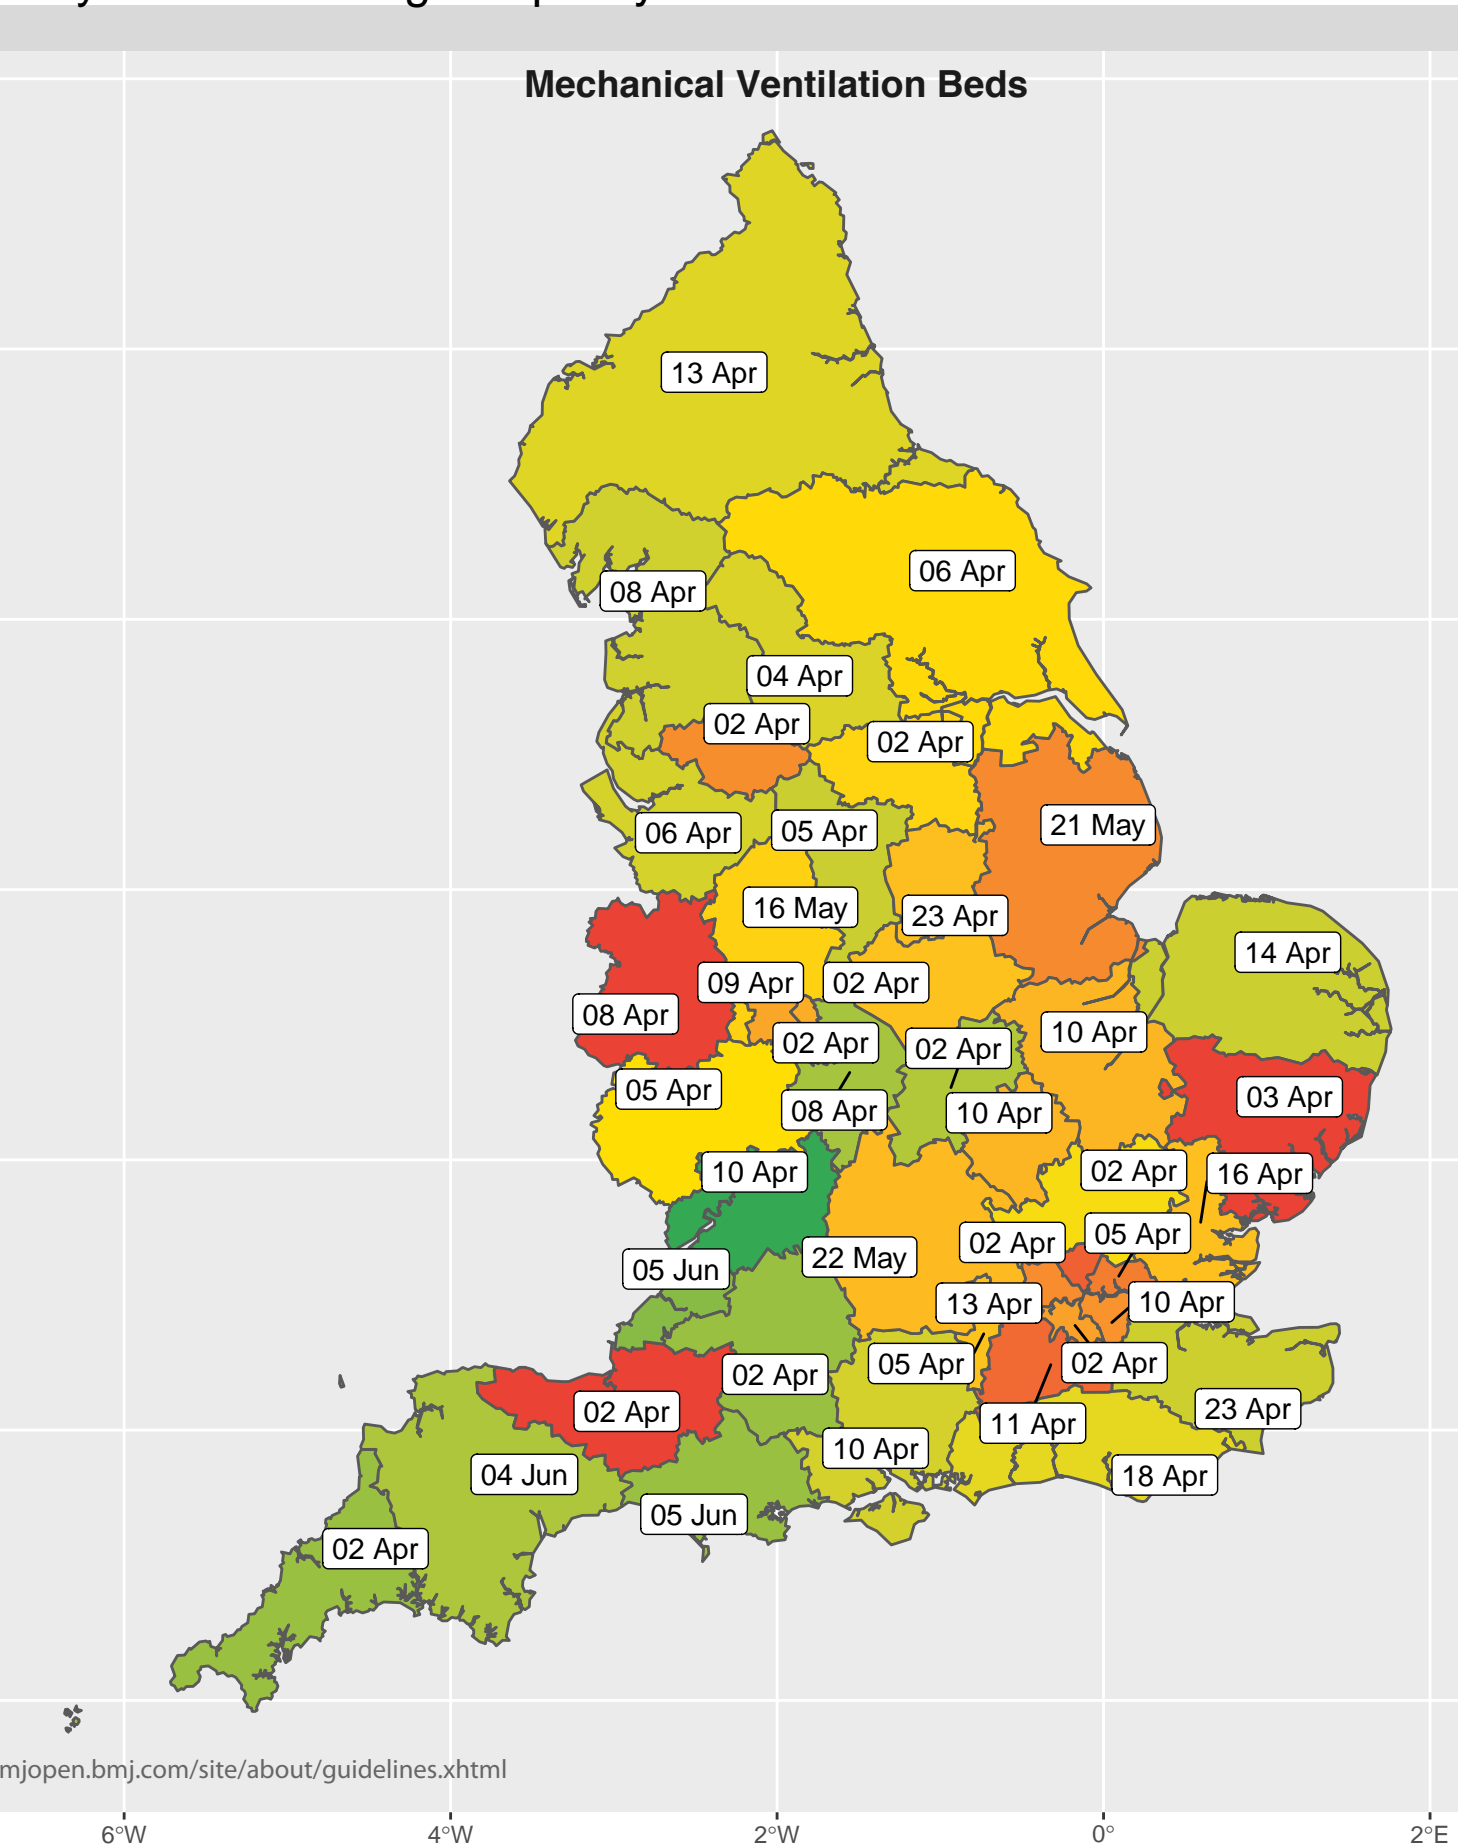 Mechanical Ventilation Beds
13 Apr
06 Apr
08 Apr
04 Apr
02 Apr
02 Apr
21 May
06 Apr
05 Apr
16 May
23 Apr
14 Apr
09 Apr
02 Apr
08 Apr
10 Apr
02 Apr
02 Apr
05 Apr
03 Apr
08 Apr
10 Apr
10 Apr
02 Apr
16 Apr
05 Apr
02 Apr
22 May
05 Jun
13 Apr
10 Apr
05 Apr
02 Apr
02 Apr
02 Apr
23 Apr
11 Apr
10 Apr
04 Jun
18 Apr
05 Jun
02 Apr
mjopen.bmj.com/site/about/guidelines.xhtml
6°W
4°W
2°W
0°
2°E